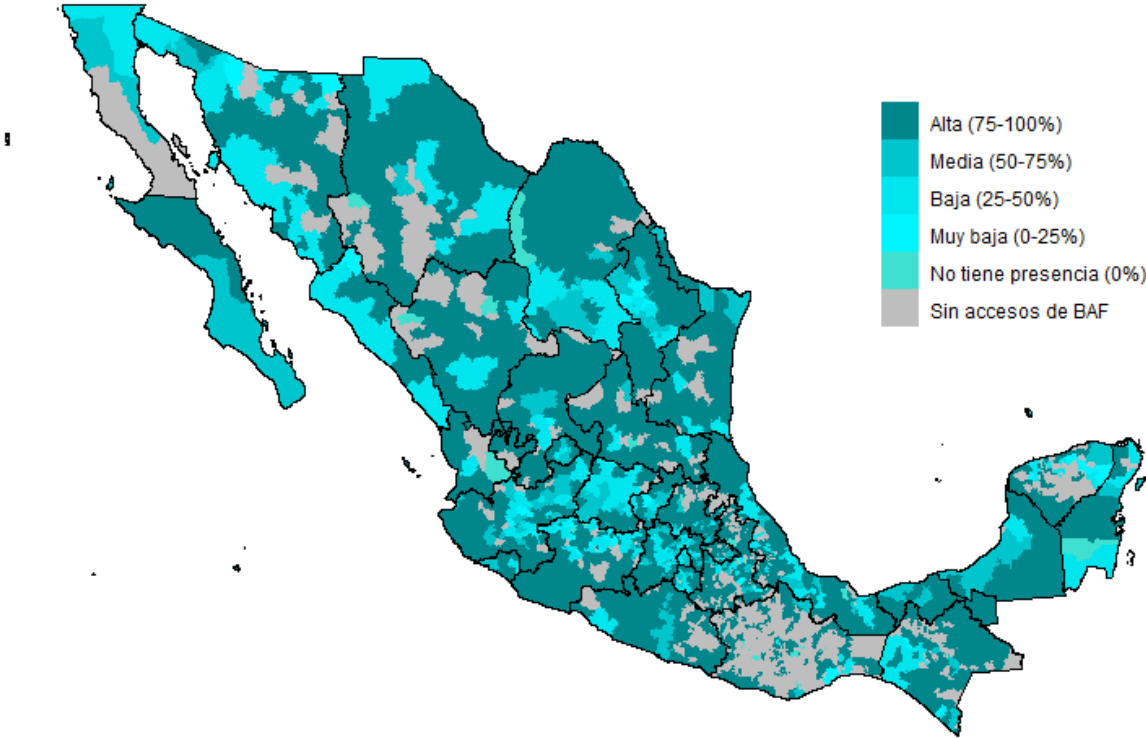 Alta (75-100%)
Media (50-75%)
Baja (25-50%)
Muy baja (0-25%)
No tiene presencia (0%)
Sin accesos de BAF